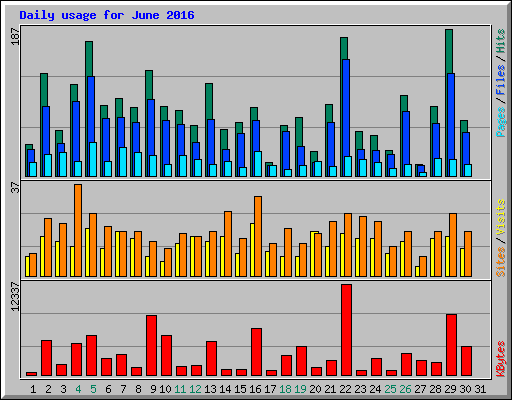 Daily usage for June 2016
187
Pages / Files / Hits
37
Sites / Visits
12337
KBytes
1 2 3 4 5 6 7 8 9 10 11 12 13 14 15 16 17 18 19 20 21 22 23 24 25 26 27 28 29 30 31